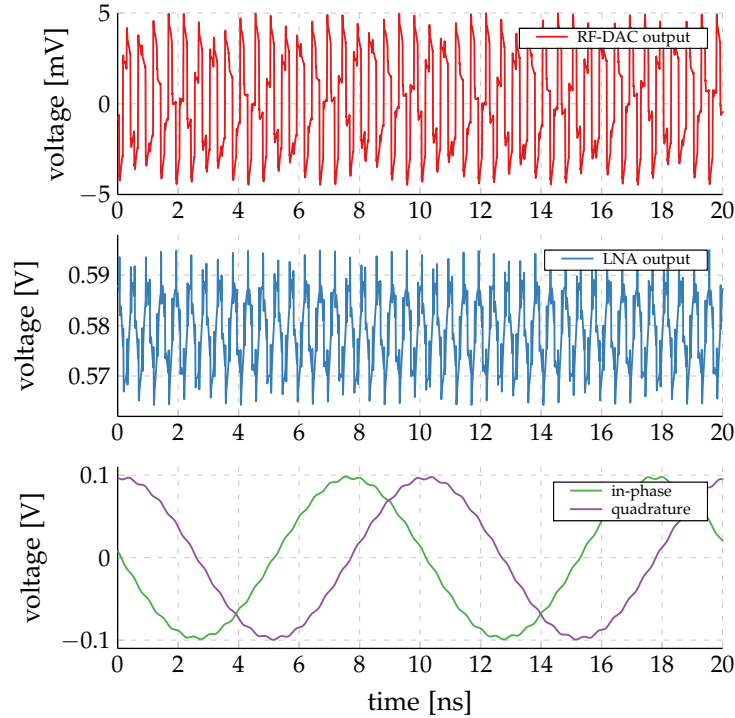 5
0
−5
voltage [mV]
RF-DAC output
0 2 4 6 8 10 12 14 16 18 20
0.59
0.58
0.57
voltage [V]
LNA output
0 2 4 6 8 10 12 14 16 18 20
0.1
0
−0.1
voltage [V]
in-phase
quadrature
0 2 4 6 8 10 12 14 16 18 20
time [ns]